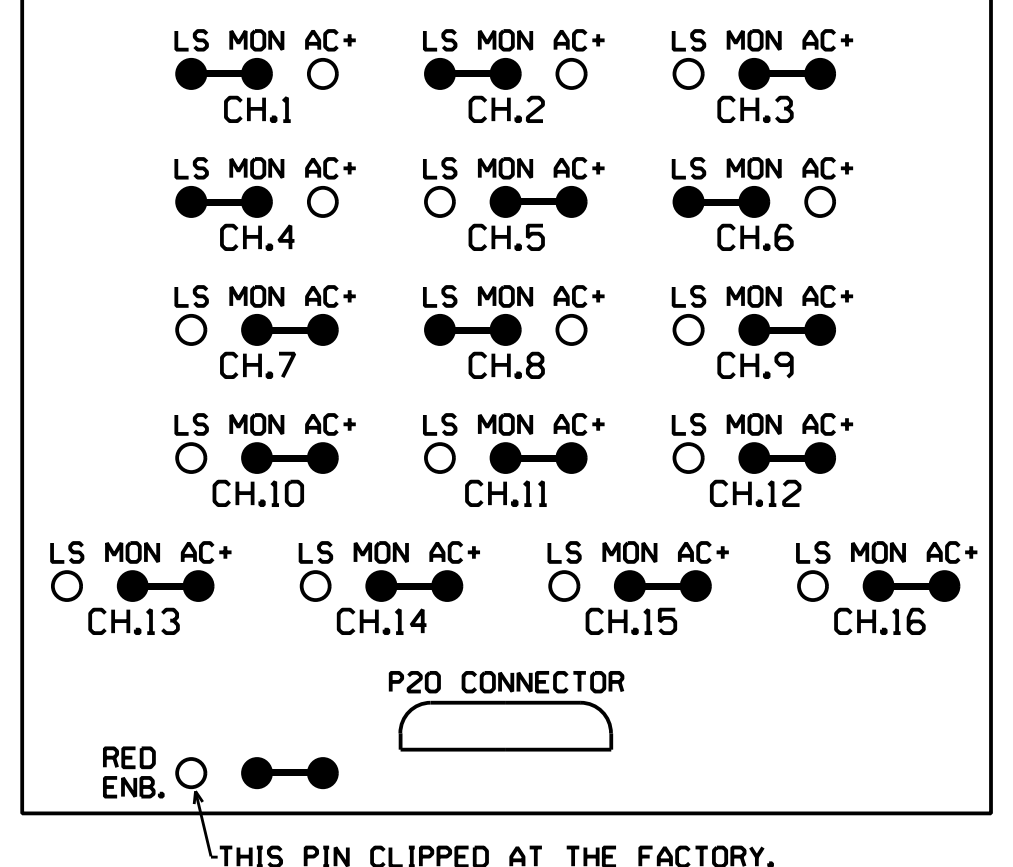 LS MON AC+ LS MON AC+ LS MON AC+
CH.1 CH.2 CH.3
LS MON AC+ LS MON AC+ LS MON AC+
CH.4 CH.5 CH.6
LS MON AC+ LS MON AC+ LS MON AC+
CH.7 CH.8 CH.9
LS MON AC+ LS MON AC+ LS MON AC+
CH.10 CH.11 CH.12
LS MON AC+ LS MON AC+ LS MON AC+ LS MON AC+
CH.13 CH.14 CH.15 CH.16
P20 CONNECTOR
RED
ENB.
THIS PIN CLIPPED AT THE FACTORY.